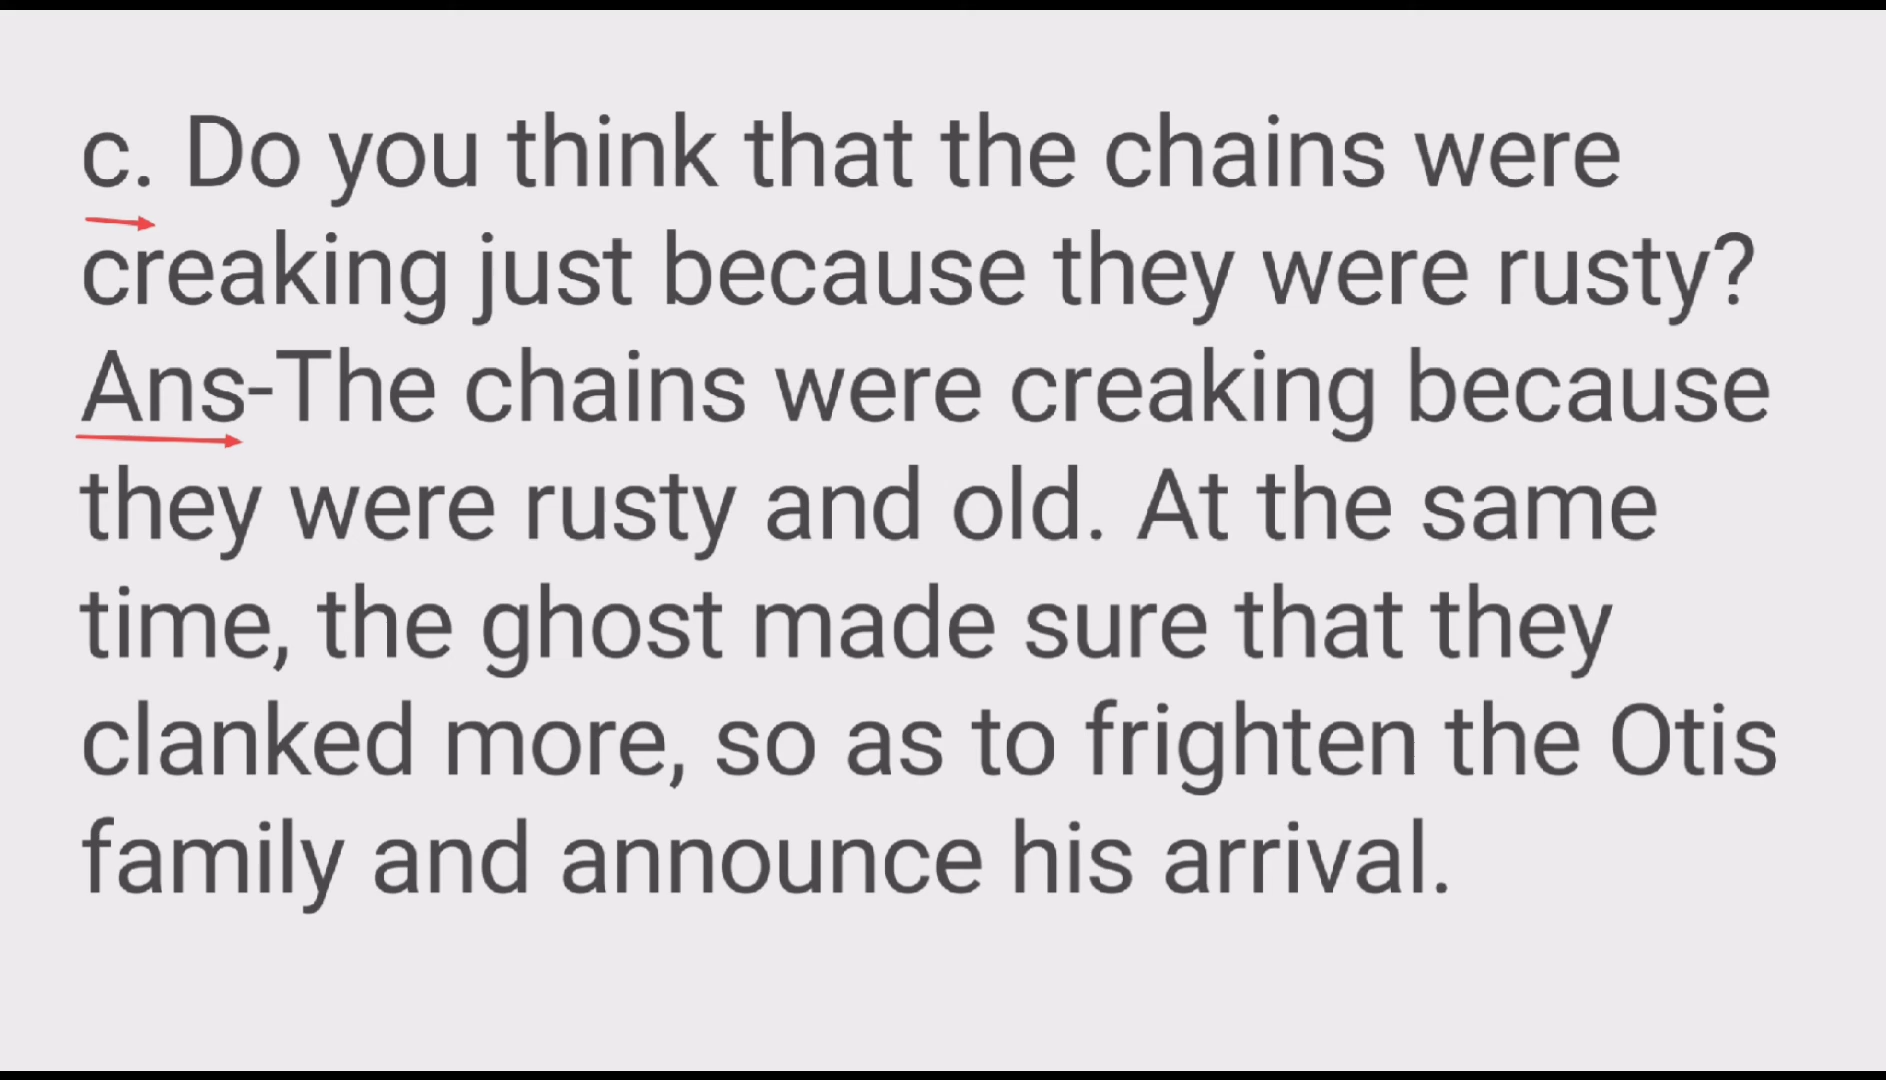 c. Do you think that the chains were
creaking just because they were rusty?
Ans-The chains were creaking because
they were rusty and old. At the same
time, the ghost made sure that they
clanked more, so as to frighten the Otis
family and announce his arrival.